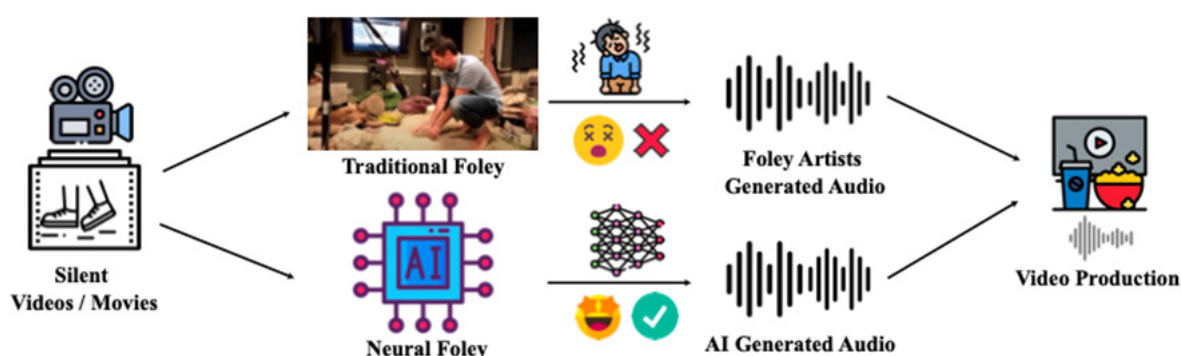 Silent
Videos / Movies
Traditional Foley
AI
Neural Foley
Foley Artists
Generated Audio
AI Generated Audio
Video Production